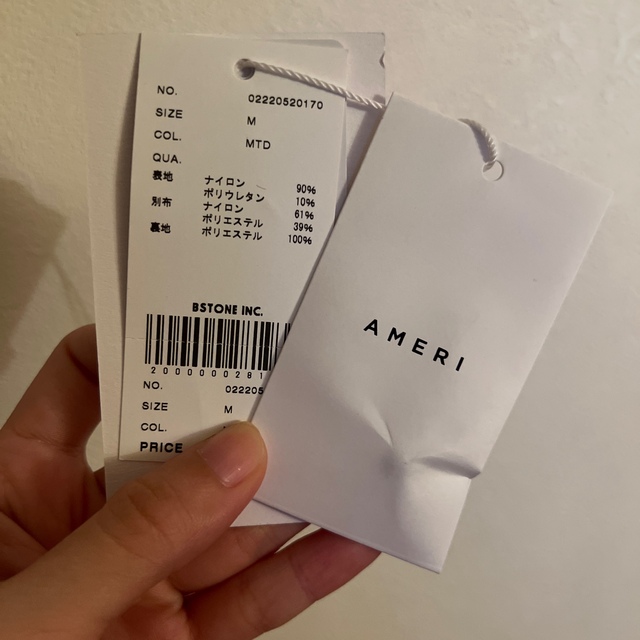 NO. 02220520170
SIZE M
COL. MTD
QUA.
表地 ナイロン 90%
ポリウレタン 10%
別布 ナイロン 61%
ポリエステル 39%
裏地 ポリエステル 100%
BSTONE INC.
2000000281
NO. 022205
SIZE M
COL.
PRICE
AMERI